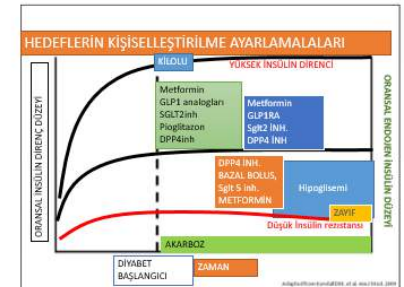 HEDEFLERİN KİŞİSELLEŞTİRİLME AYARLAMALALARI
KİLOLU
YÜKSEK İNSÜLİN DİRENCİ
ORANSAL İNSÜLİN DİRENÇ DÜZEYİ
Metformin
GLP1 analogları
SGLT2inh
Pioglitazon
DPP4inh
Metformin
GLP1RA
Sglt2 İNH.
DPP4 İNH
ORANSAL ENDOJEN İNSÜLİN DÜZEYİ
DPP4 İNH.
BAZAL BOLUS,
Sglt 5 inh.
METFORMİN
Hipoglisemi
ZAYIF
Düşük İnsülin rezistansı
AKARBOZ
DİYABET
BAŞLANGICI
ZAMAN